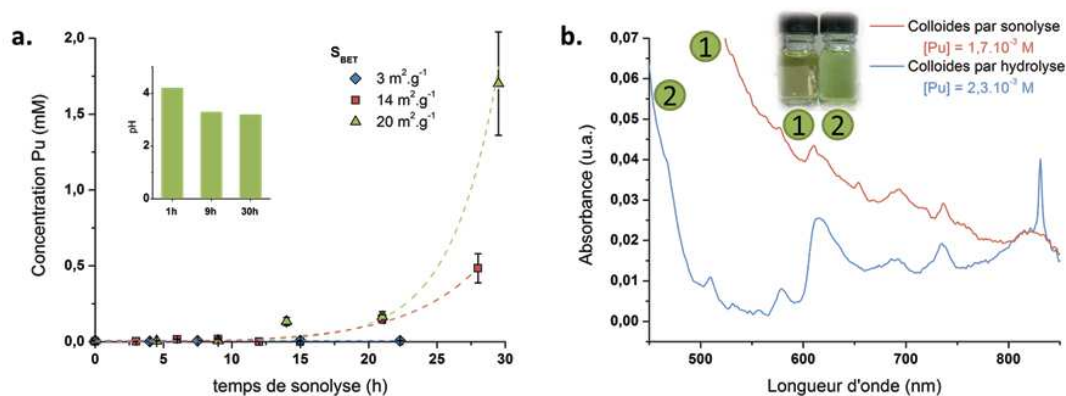 a.
Concentration Pu (mM)
2,0
1,5
1,0
0,5
0,0
0
5
10
15
20
25
30
temps de sonolyse (h)
S_BET
3 m².g⁻¹
14 m².g⁻¹
20 m².g⁻¹
pH
4
2
0
1h
9h
30h
b.
Absorbance (u.a.)
0,07
0,06
0,05
0,04
0,03
0,02
0,01
0,00
500
600
700
800
Longueur d'onde (nm)
1
2
1
2
Colloides par sonolyse
[Pu] = 1,7.10⁻³ M
Colloides par hydrolyse
[Pu] = 2,3.10⁻³ M